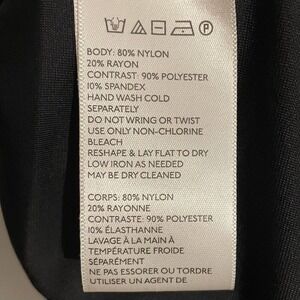 BODY: 80% NYLON
20% RAYON
CONTRAST: 90% POLYESTER
10% SPANDEX
HAND WASH COLD
SEPARATELY
DO NOT WRING OR TWIST
USE ONLY NON-CHLORINE
BLEACH
RESHAPE & LAY FLAT TO DRY
LOW IRON AS NEEDED
MAY BE DRY CLEANED
CORPS: 80% NYLON
20% RAYONNE
CONTRASTE: 90% POLYESTER
10% ÉLASTHANNE
LAVAGE À LA MAIN À
TEMPÉRATURE FROIDE
SÉPARÉMENT
NE PAS ESSORER OU TORDRE
UTILISER UN AGENT DE